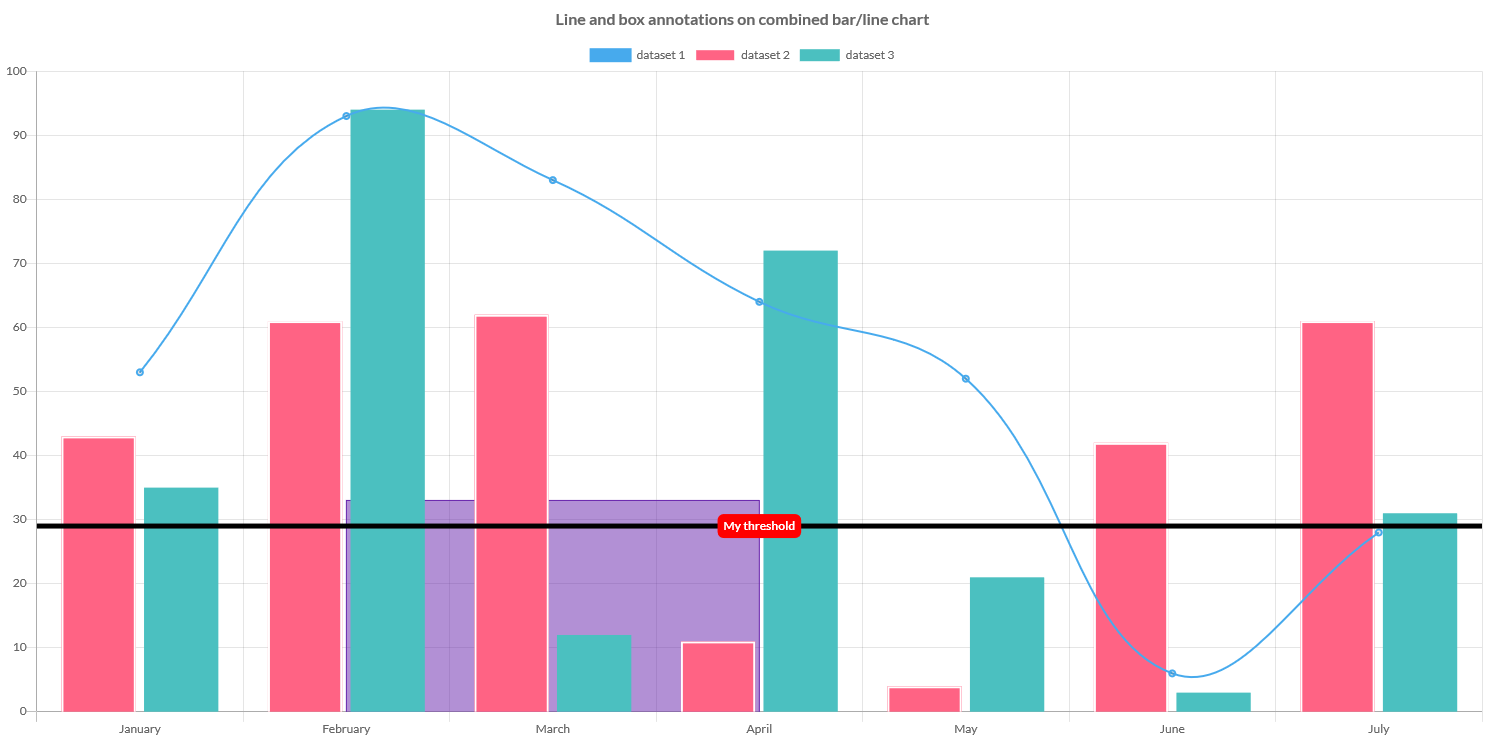 Line and box annotations on combined bar/line chart
dataset 1 dataset 2 dataset 3
100
90
80
70
60
50
40
30
My threshold
20
10
0
January February March April May June July